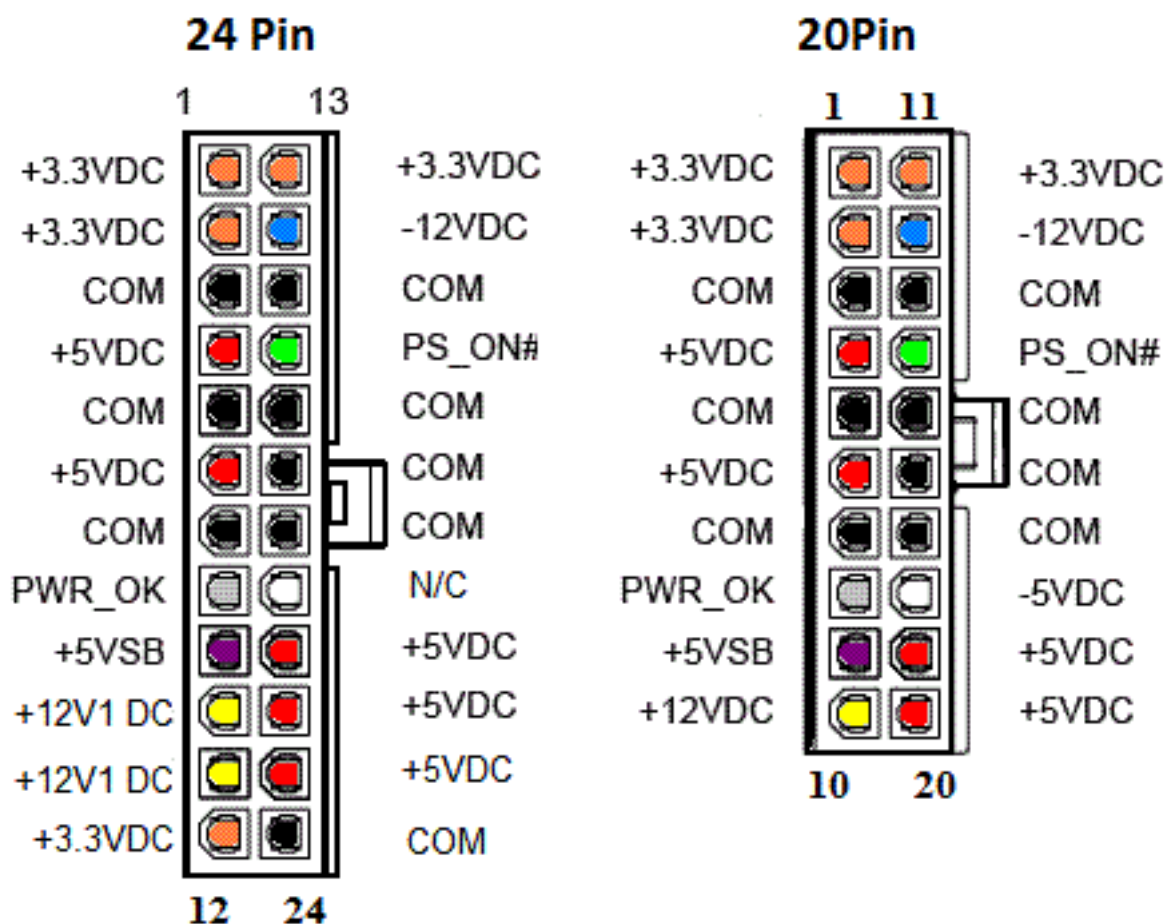 24 Pin 20Pin
1 13 1 11
+3.3VDC +3.3VDC +3.3VDC +3.3VDC
+3.3VDC -12VDC +3.3VDC -12VDC
COM COM COM COM
+5VDC PS_ON# +5VDC PS_ON#
COM COM COM COM
+5VDC COM +5VDC COM
COM COM COM COM
PWR_OK N/C PWR_OK -5VDC
+5VSB +5VDC +5VSB +5VDC
+12V1 DC +5VDC +12VDC +5VDC
+12V1 DC +5VDC 10 20
+3.3VDC COM
12 24